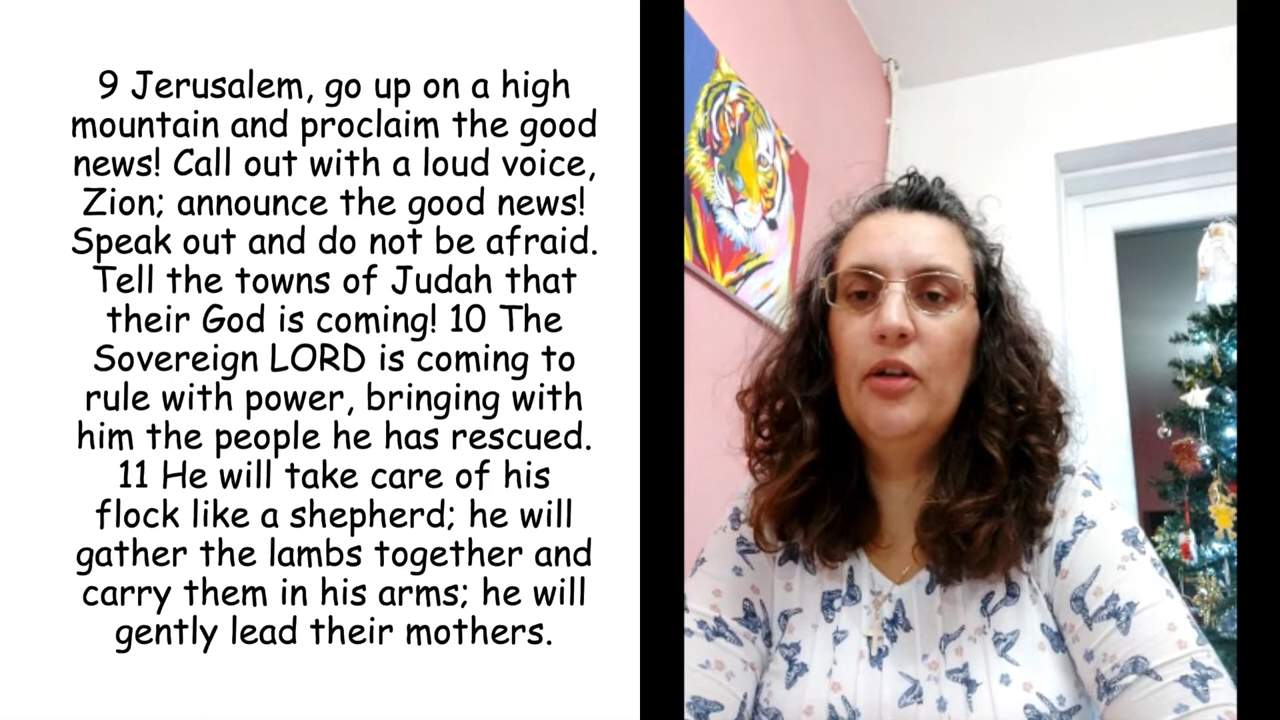 9 Jerusalem, go up on a high
mountain and proclaim the good
news! Call out with a loud voice,
Zion; announce the good news!
Speak out and do not be afraid.
Tell the towns of Judah that
their God is coming! 10 The
Sovereign LORD is coming to
rule with power, bringing with
him the people he has rescued.
11 He will take care of his
flock like a shepherd; he will
gather the lambs together and
carry them in his arms; he will
gently lead their mothers.